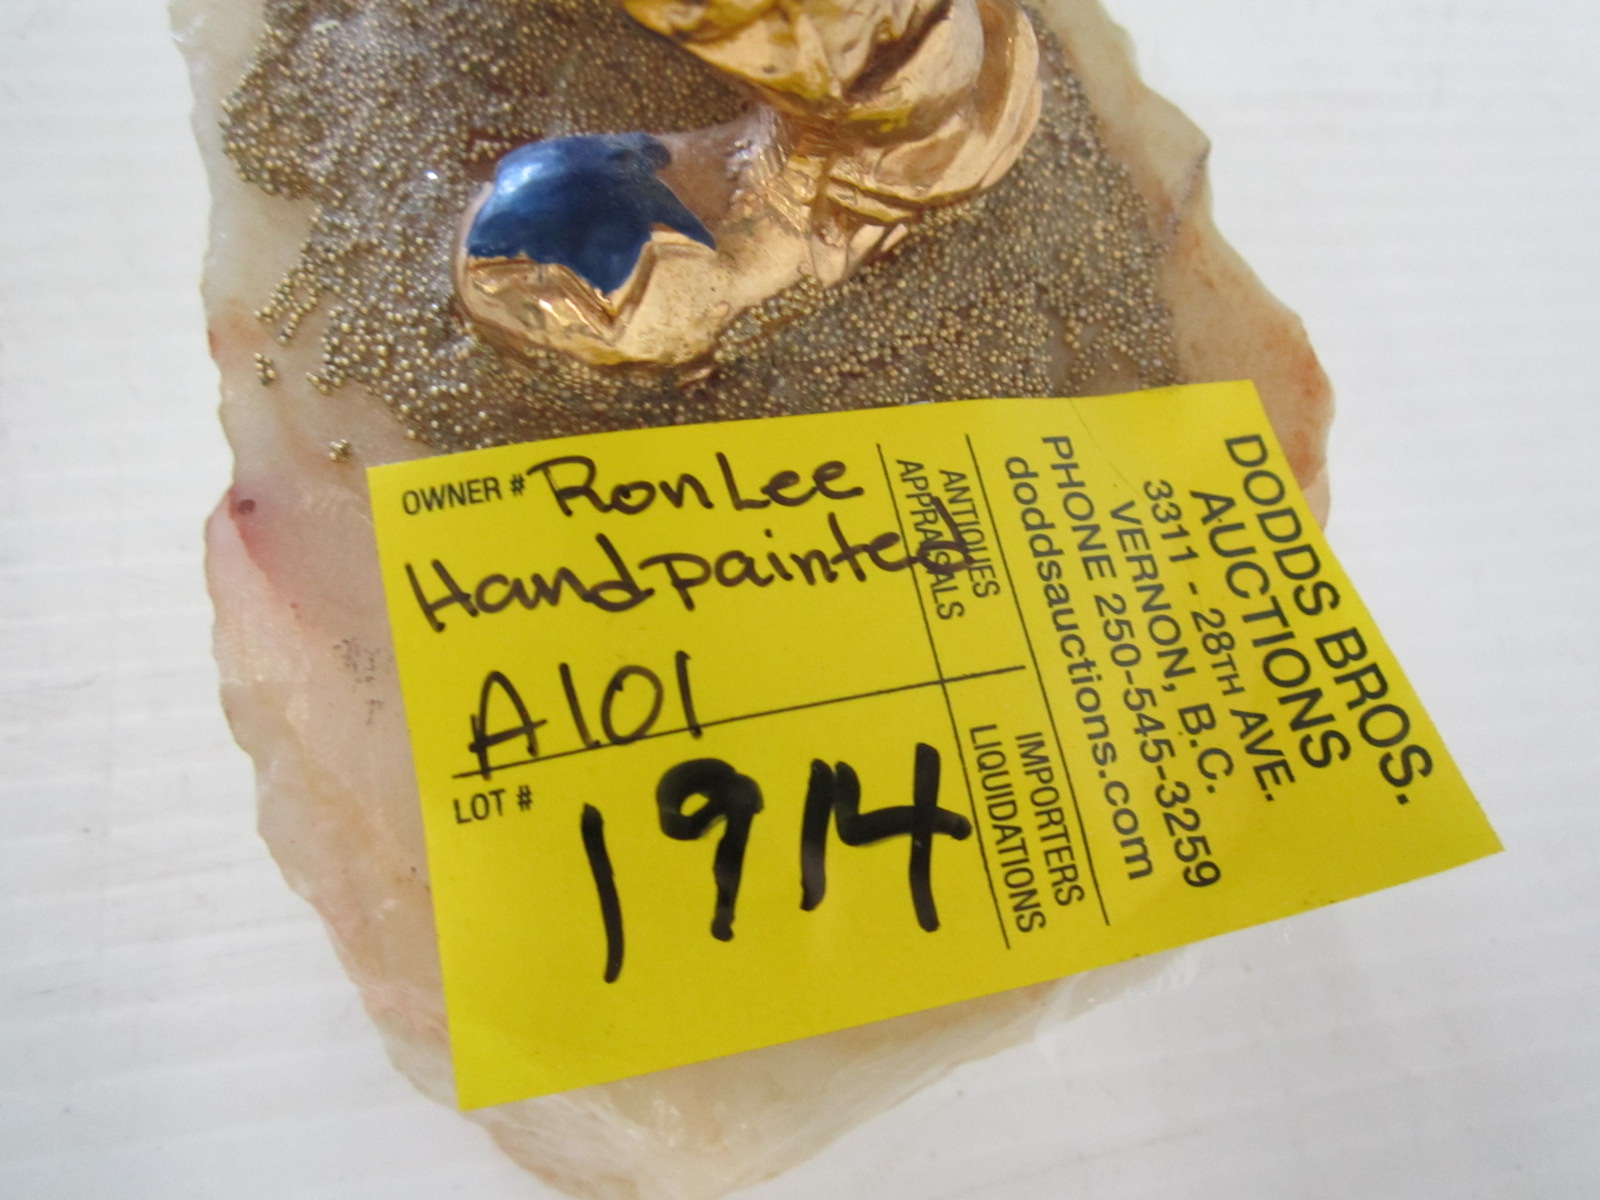 OWNER # Ron Lee
Handpainted
A101
LOT # 1914
ANTIQUES
APPRAISALS
IMPORTERS
LIQUIDATIONS
DODDS BROS.
AUCTIONS
3311 - 28TH AVE.
VERNON, B.C.
PHONE 250-545-3259
doddsauctions.com